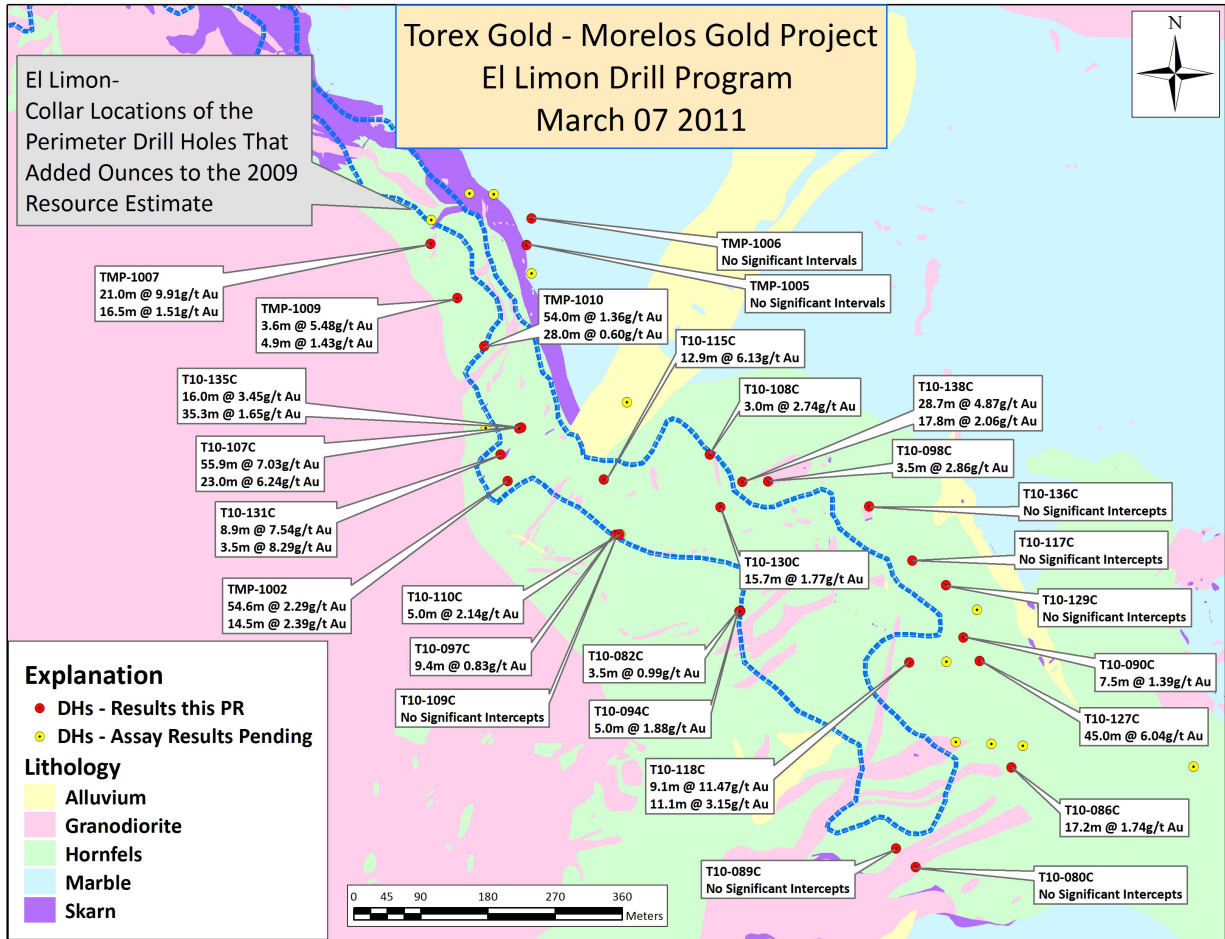 Torex Gold - Morelos Gold Project
El Limon Drill Program
March 07 2011
N
El Limon-
Collar Locations of the
Perimeter Drill Holes That
Added Ounces to the 2009
Resource Estimate
TMP-1006
No Significant Intervals
TMP-1005
No Significant Intervals
TMP-1007
21.0m @ 9.91g/t Au
16.5m @ 1.51g/t Au
TMP-1009
3.6m @ 5.48g/t Au
4.9m @ 1.43g/t Au
TMP-1010
54.0m @ 1.36g/t Au
28.0m @ 0.60g/t Au
T10-115C
12.9m @ 6.13g/t Au
T10-108C
3.0m @ 2.74g/t Au
T10-138C
28.7m @ 4.87g/t Au
17.8m @ 2.06g/t Au
T10-135C
16.0m @ 3.45g/t Au
35.3m @ 1.65g/t Au
T10-107C
55.9m @ 7.03g/t Au
23.0m @ 6.24g/t Au
T10-098C
3.5m @ 2.86g/t Au
T10-136C
No Significant Intercepts
T10-131C
8.9m @ 7.54g/t Au
3.5m @ 8.29g/t Au
T10-117C
No Significant Intercepts
T10-130C
15.7m @ 1.77g/t Au
TMP-1002
54.6m @ 2.29g/t Au
14.5m @ 2.39g/t Au
T10-110C
5.0m @ 2.14g/t Au
T10-129C
No Significant Intercepts
T10-097C
9.4m @ 0.83g/t Au
T10-082C
3.5m @ 0.99g/t Au
T10-090C
7.5m @ 1.39g/t Au
T10-109C
No Significant Intercepts
T10-094C
5.0m @ 1.88g/t Au
T10-127C
45.0m @ 6.04g/t Au
T10-118C
9.1m @ 11.47g/t Au
11.1m @ 3.15g/t Au
T10-086C
17.2m @ 1.74g/t Au
T10-089C
No Significant Intercepts
T10-080C
No Significant Intercepts
Explanation
DHs - Results this PR
DHs - Assay Results Pending
Lithology
Alluvium
Granodiorite
Hornfels
Marble
Skarn
0 45 90 180 270 360
Meters